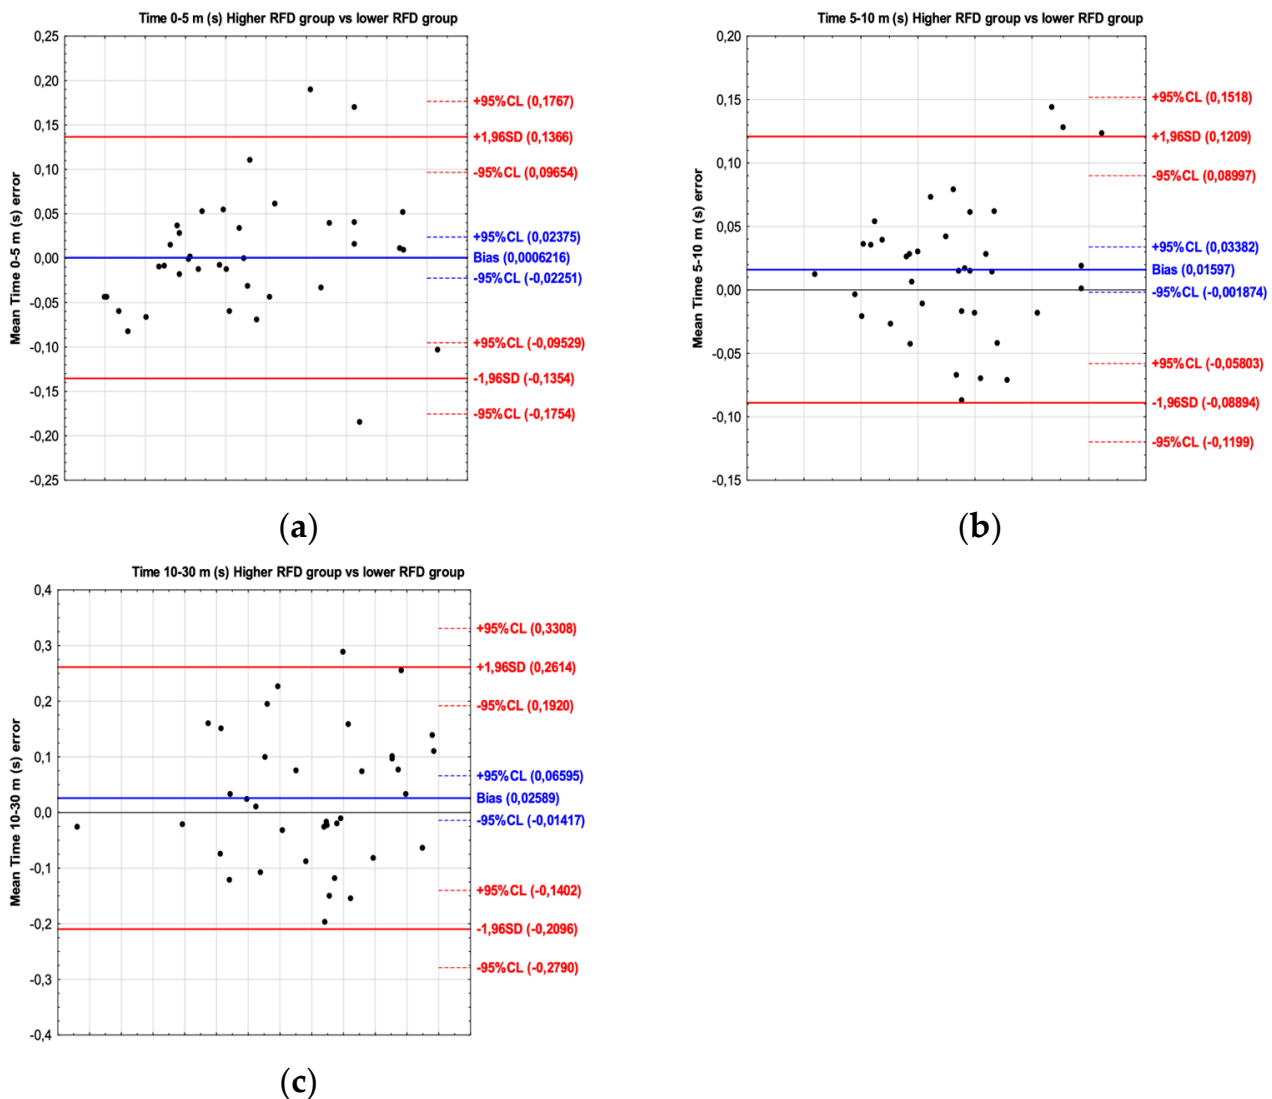 Time 0-5 m (s) Higher RFD group vs lower RFD group
Mean Time 0-5 m (s) error
0,25
0,20
0,15
0,10
0,05
0,00
-0,05
-0,10
-0,15
-0,20
-0,25
+95%CL (0,1767)
+1,96SD (0,1366)
-95%CL (0,09654)
+95%CL (0,02375)
Bias (0,0006216)
-95%CL (-0,02251)
+95%CL (-0,09529)
-1,96SD (-0,1354)
-95%CL (-0,1754)
(a)
Time 5-10 m (s) Higher RFD group vs lower RFD group
Mean Time 5-10 m (s) error
0,20
0,15
0,10
0,05
0,00
-0,05
-0,10
-0,15
+95%CL (0,1518)
+1,96SD (0,1209)
-95%CL (0,08997)
+95%CL (0,03382)
Bias (0,01597)
-95%CL (-0,001874)
+95%CL (-0,05803)
-1,96SD (-0,08894)
-95%CL (-0,1199)
(b)
Time 10-30 m (s) Higher RFD group vs lower RFD group
Mean Time 10-30 m (s) error
0,4
0,3
0,2
0,1
0,0
-0,1
-0,2
-0,3
-0,4
+95%CL (0,3308)
+1,96SD (0,2614)
-95%CL (0,1920)
+95%CL (0,06595)
Bias (0,02589)
-95%CL (-0,01417)
+95%CL (-0,1402)
-1,96SD (-0,2096)
-95%CL (-0,2790)
(c)